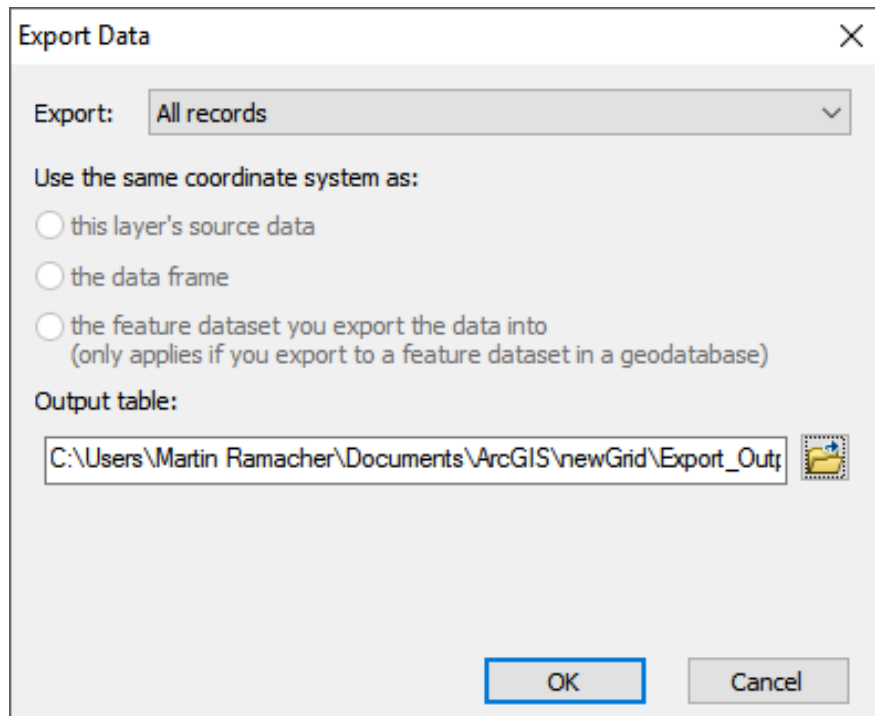 Export Data
Export: All records
Use the same coordinate system as:
this layer's source data
the data frame
the feature dataset you export the data into
(only applies if you export to a feature dataset in a geodatabase)
Output table:
C:\Users\Martin Ramacher\Documents\ArcGIS\newGrid\Export_Outp
OK Cancel